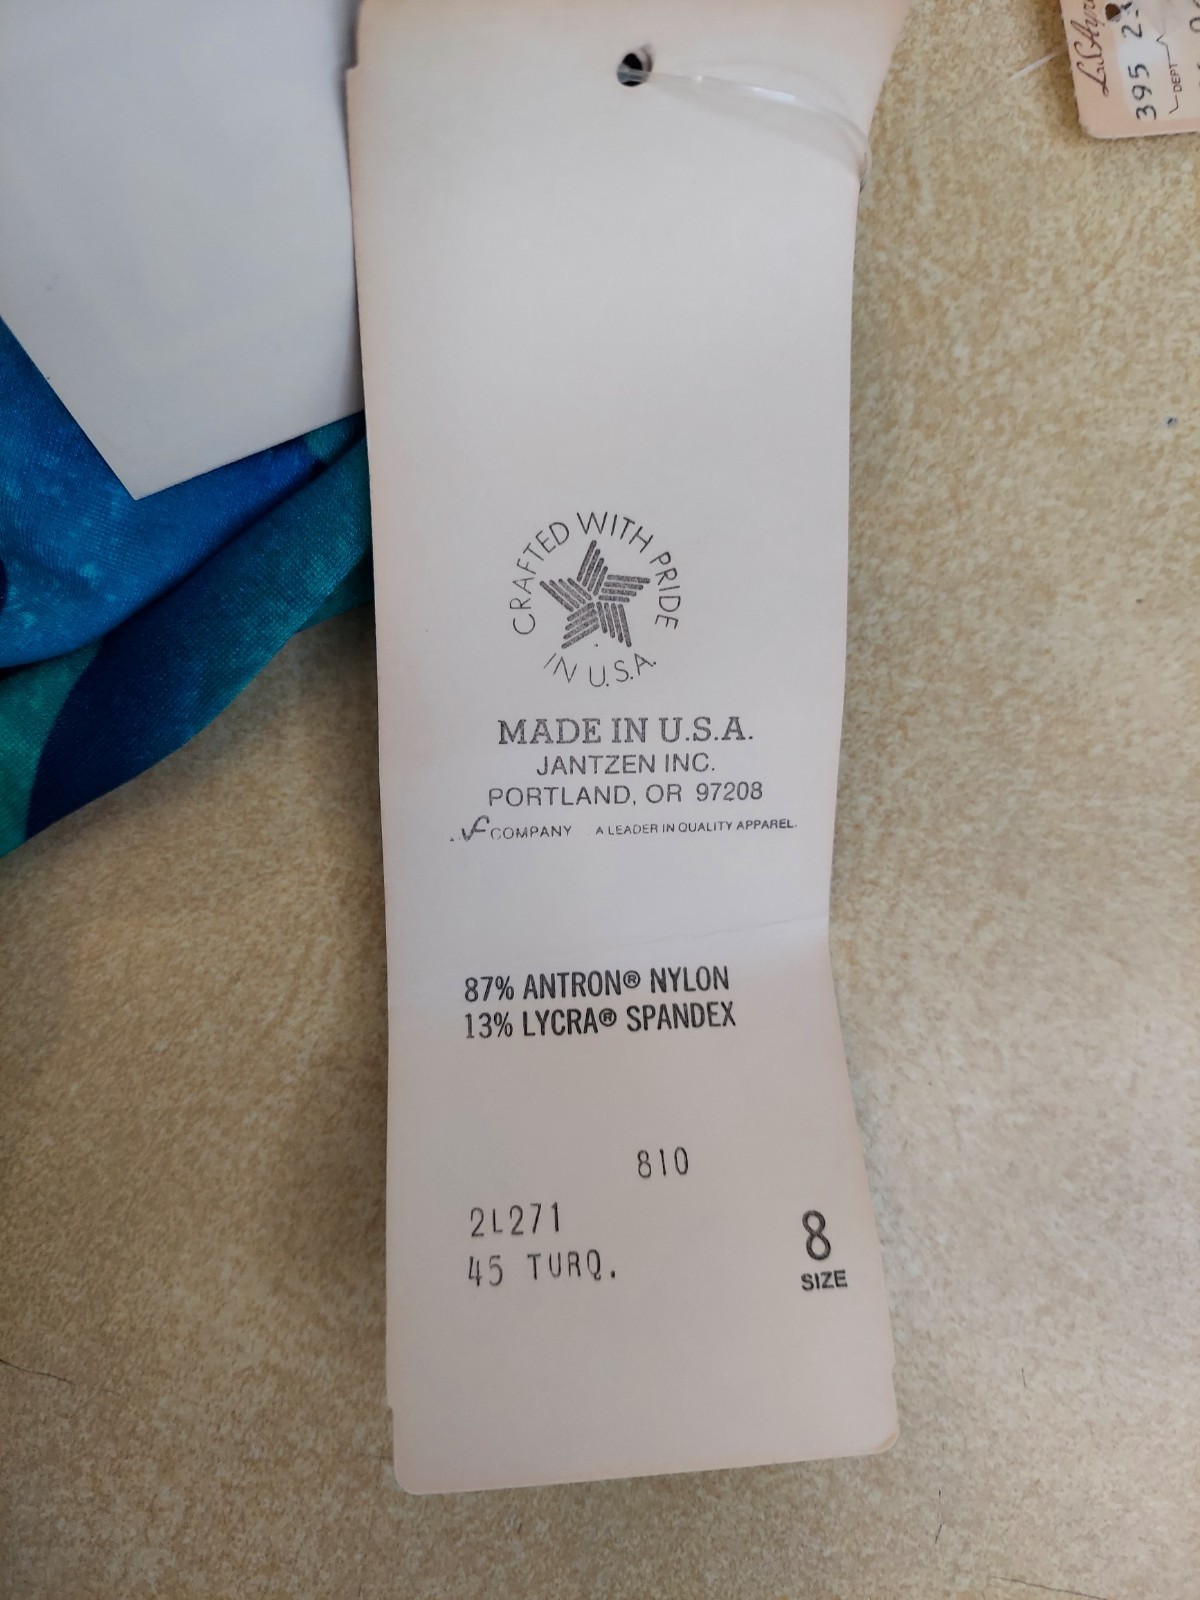 CRAFTED WITH PRIDE
IN U.S.A.
MADE IN U.S.A.
JANTZEN INC.
PORTLAND, OR 97208
VF COMPANY A LEADER IN QUALITY APPAREL.
87% ANTRON® NYLON
13% LYCRA® SPANDEX
810
2L271
45 TURQ.
8
SIZE
395
DEPT